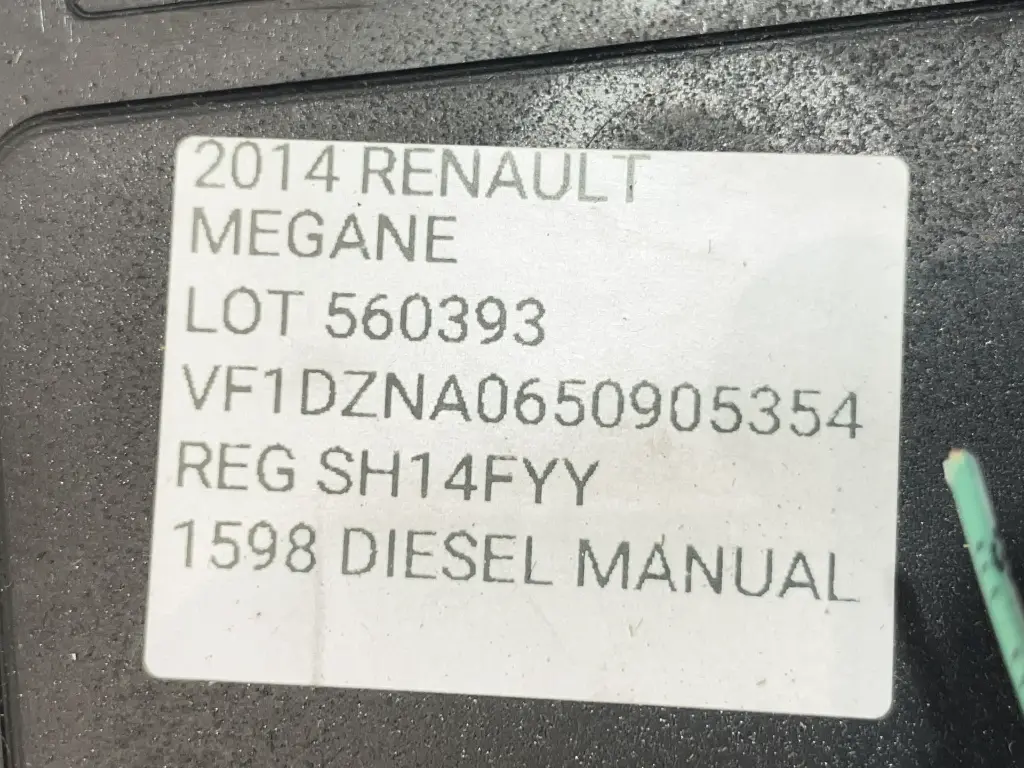 2014 RENAULT
MEGANE
LOT 560393
VF1DZNA0650905354
REG SH14FYY
1598 DIESEL MANUAL